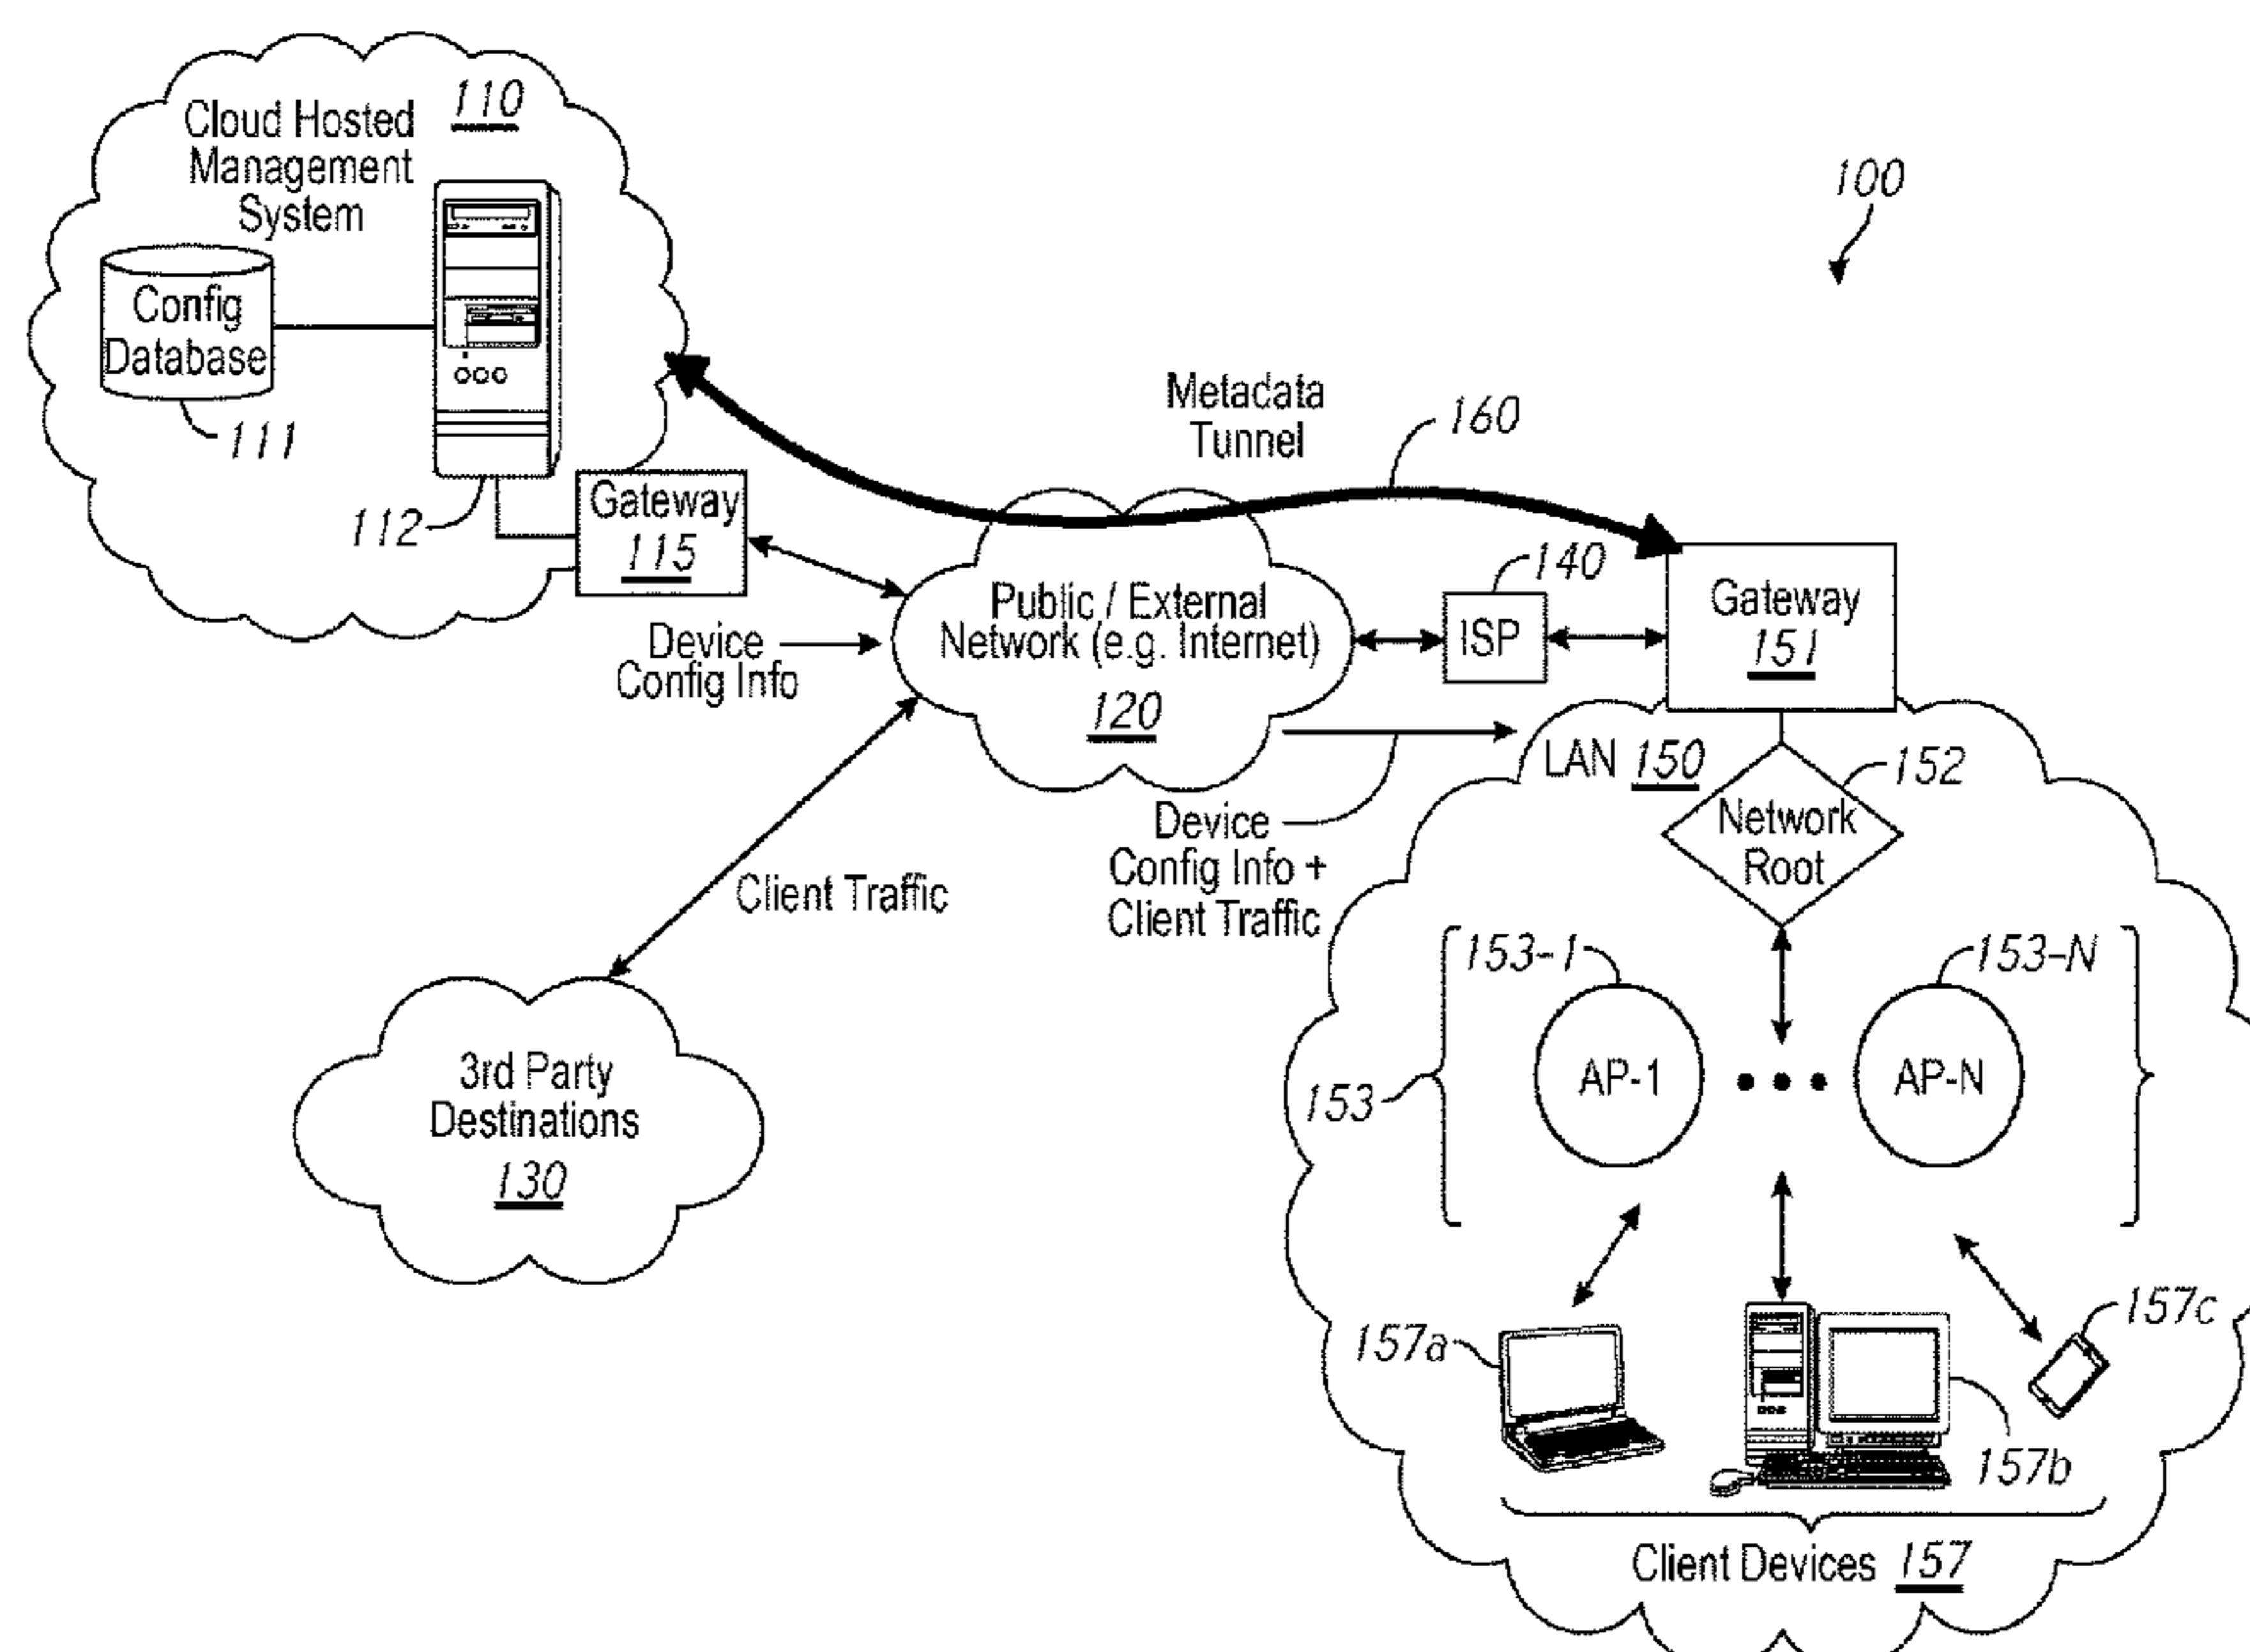 110
Cloud Hosted
Management
System
Config
Database
111
112
Gateway
115
100
Metadata
Tunnel
160
140
ISP
Gateway
151
Public / External
Network (e.g. Internet)
120
Device
Config Info
Client Traffic
Device
Config Info +
Client Traffic
3rd Party
Destinations
130
LAN 150
152
Network
Root
153-1
153-N
153
AP-1
AP-N
157a
157b
157c
Client Devices 157